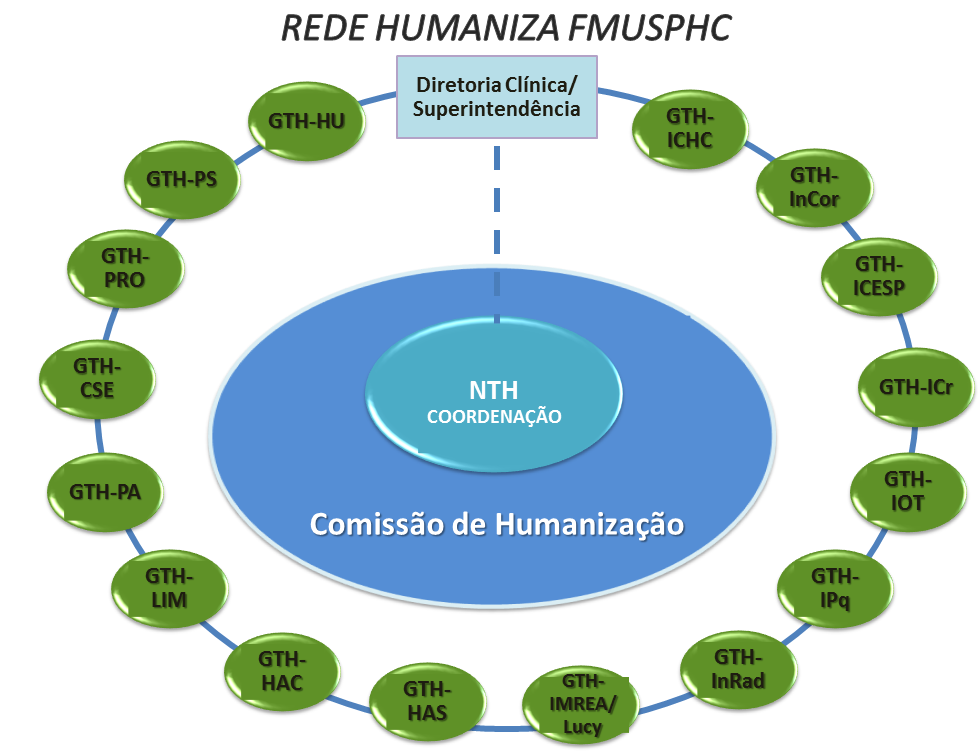 REDE HUMANIZA FMUSPHC
Diretoria Clínica/
Superintendência
GTH-HU
GTH-
ICHC
GTH-PS
GTH-
InCor
GTH-
PRO
GTH-
ICESP
GTH-
CSE
GTH-ICr
NTH
COORDENAÇÃO
GTH-PA
GTH-
IOT
Comissão de Humanização
GTH-
LIM
GTH-
IPq
GTH-
HAC
GTH-
InRad
GTH-
HAS
GTH-
IMREA/
Lucy